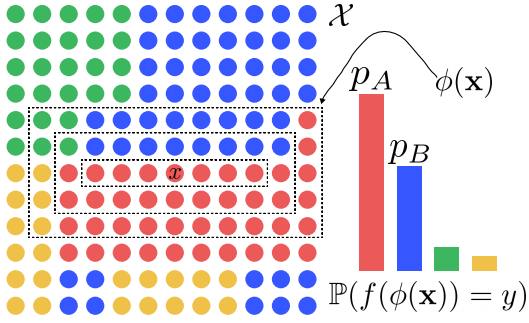 𝒳
p_A
ϕ(𝐱)
p_B
x
ℙ(f(ϕ(𝐱)) = y)